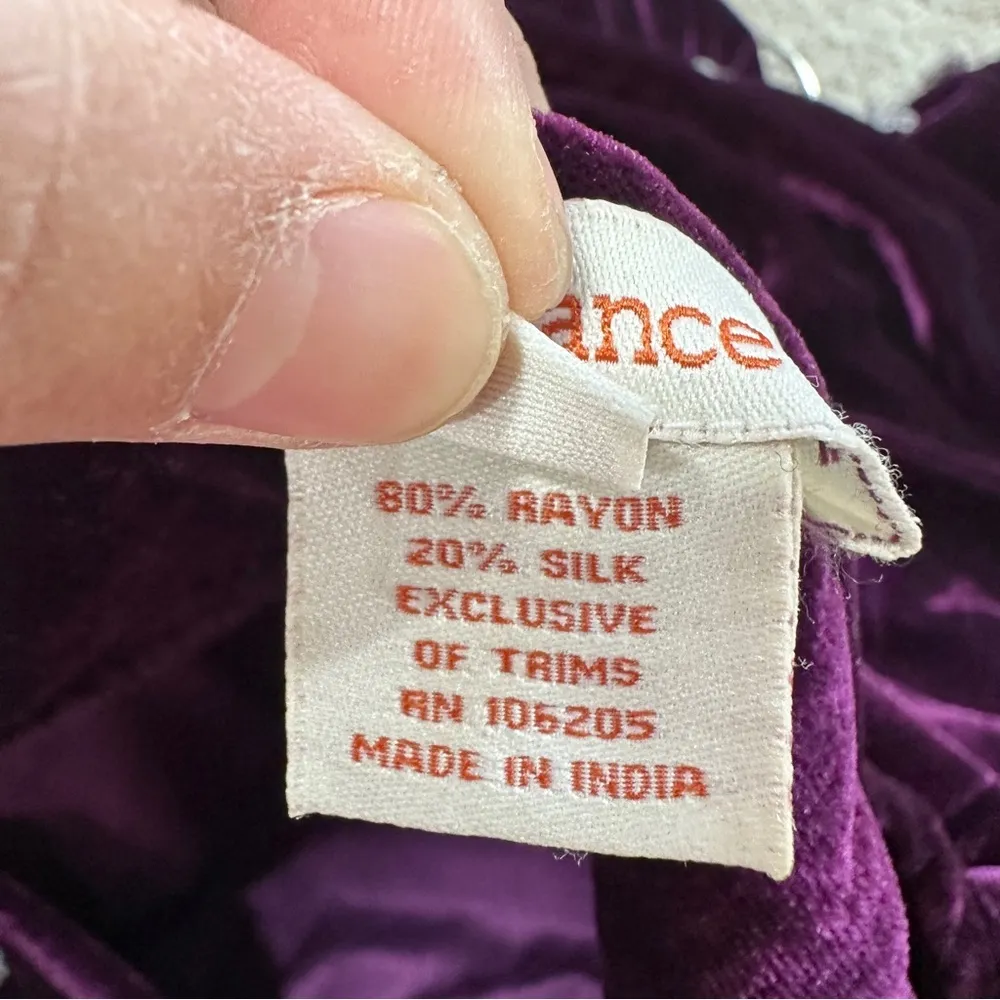 ance
80% RAYON
20% SILK
EXCLUSIVE
OF TRIMS
RN 106205
MADE IN INDIA